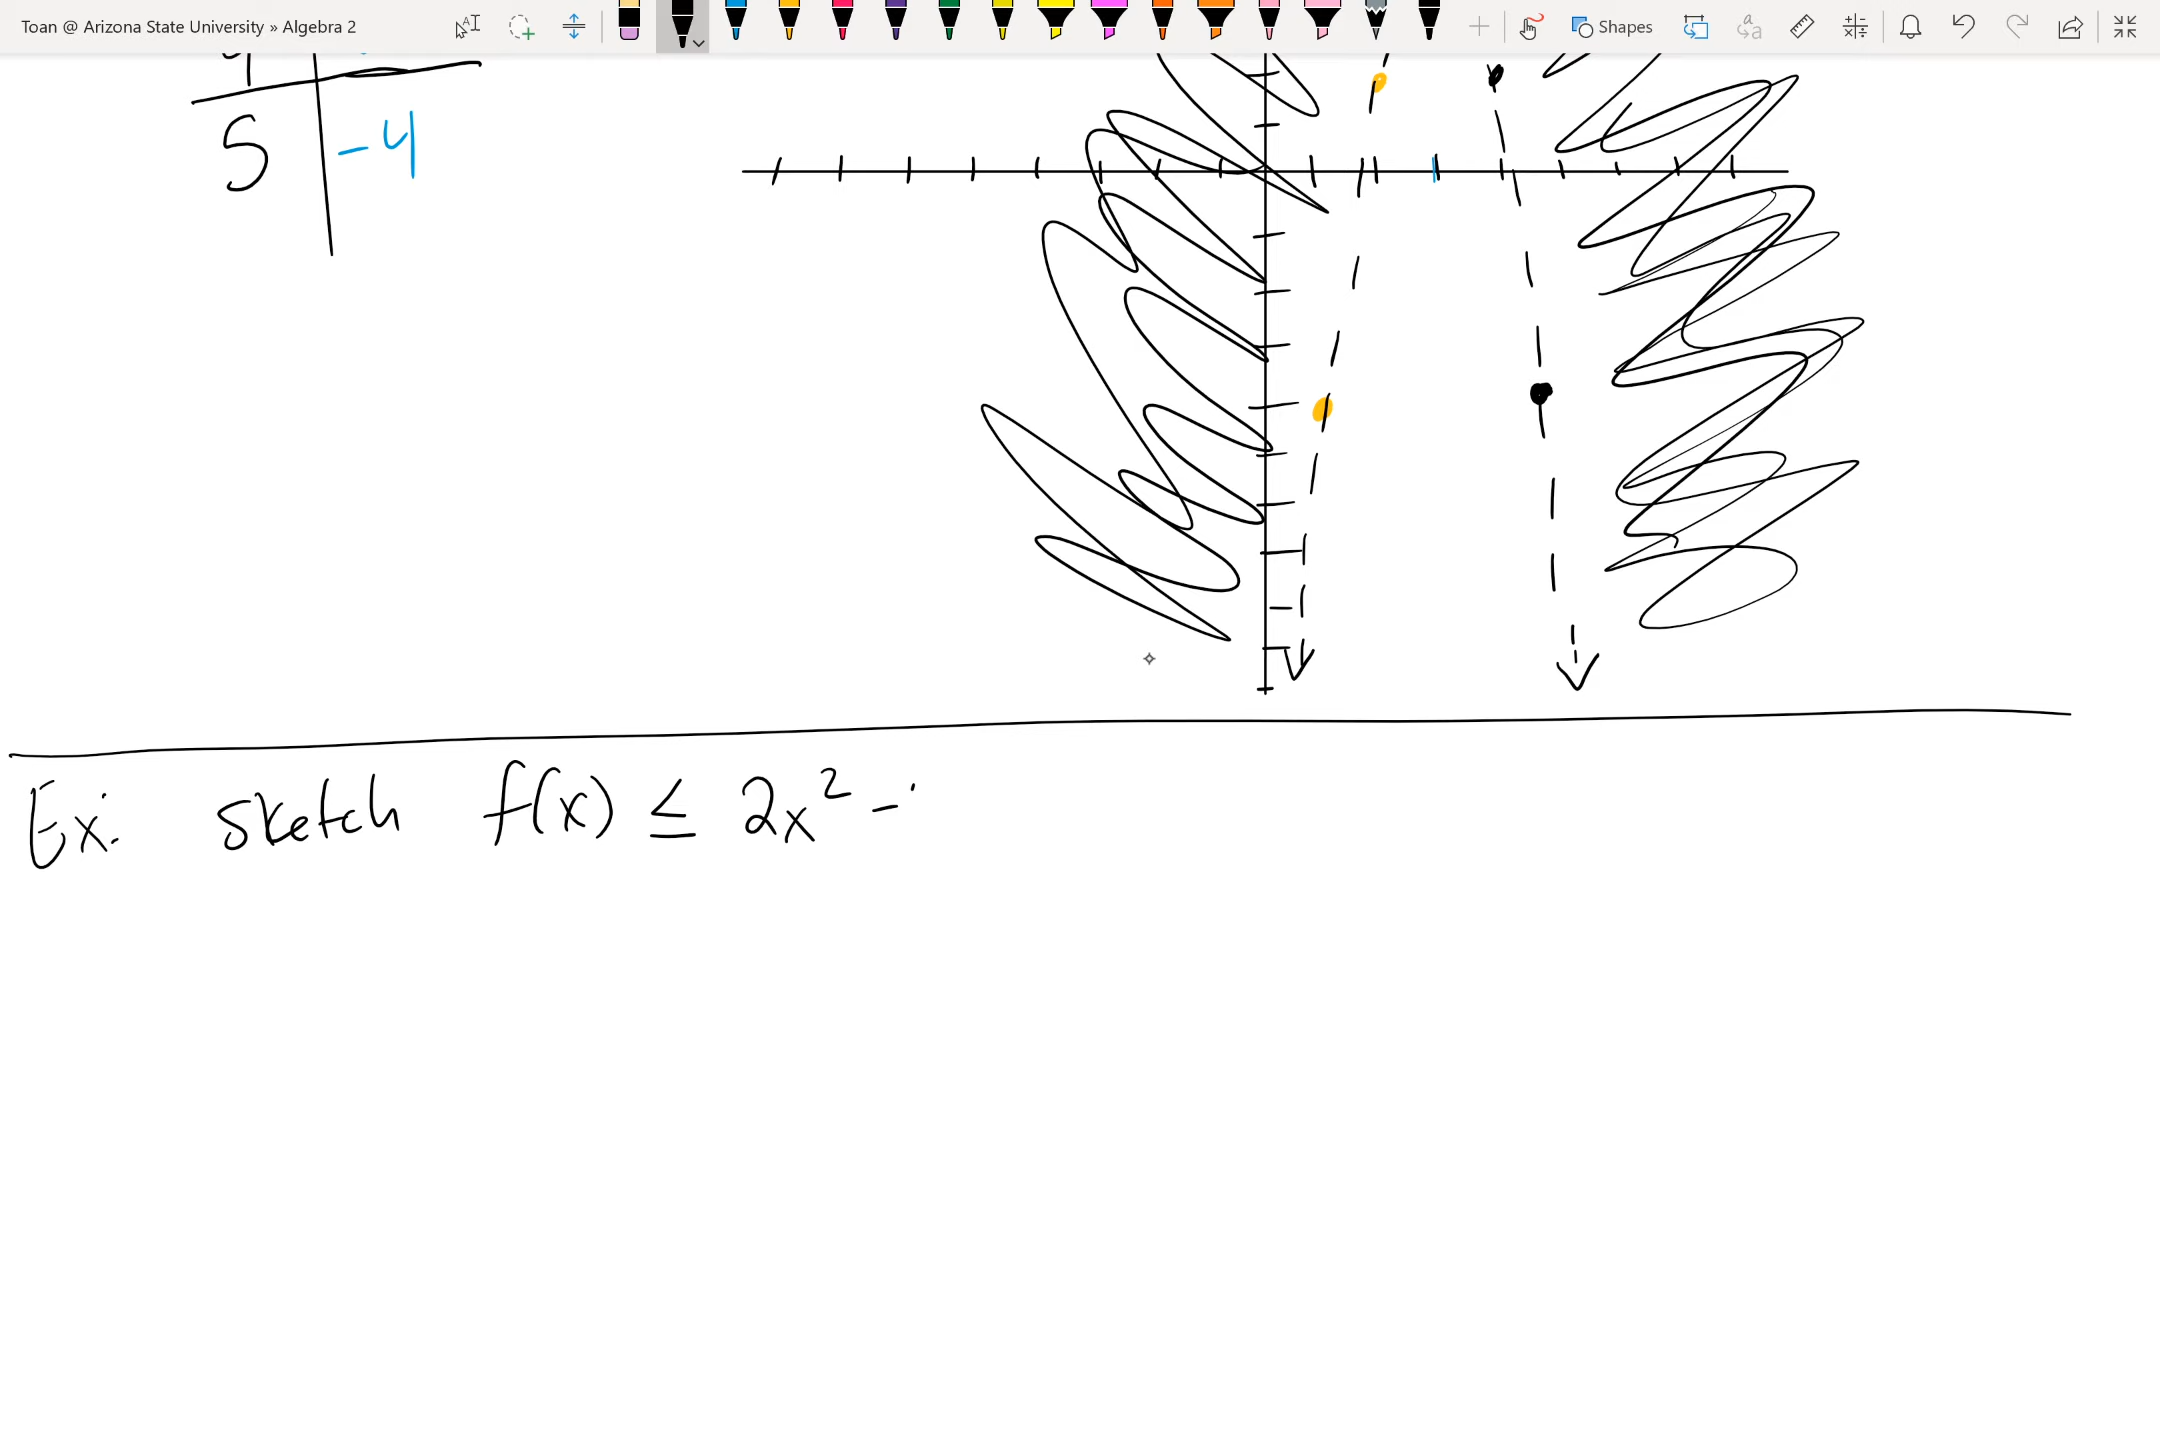 Toan @ Arizona State University » Algebra 2
Shapes
5 -4
Ex: sketch f(x) ≤ 2x² -